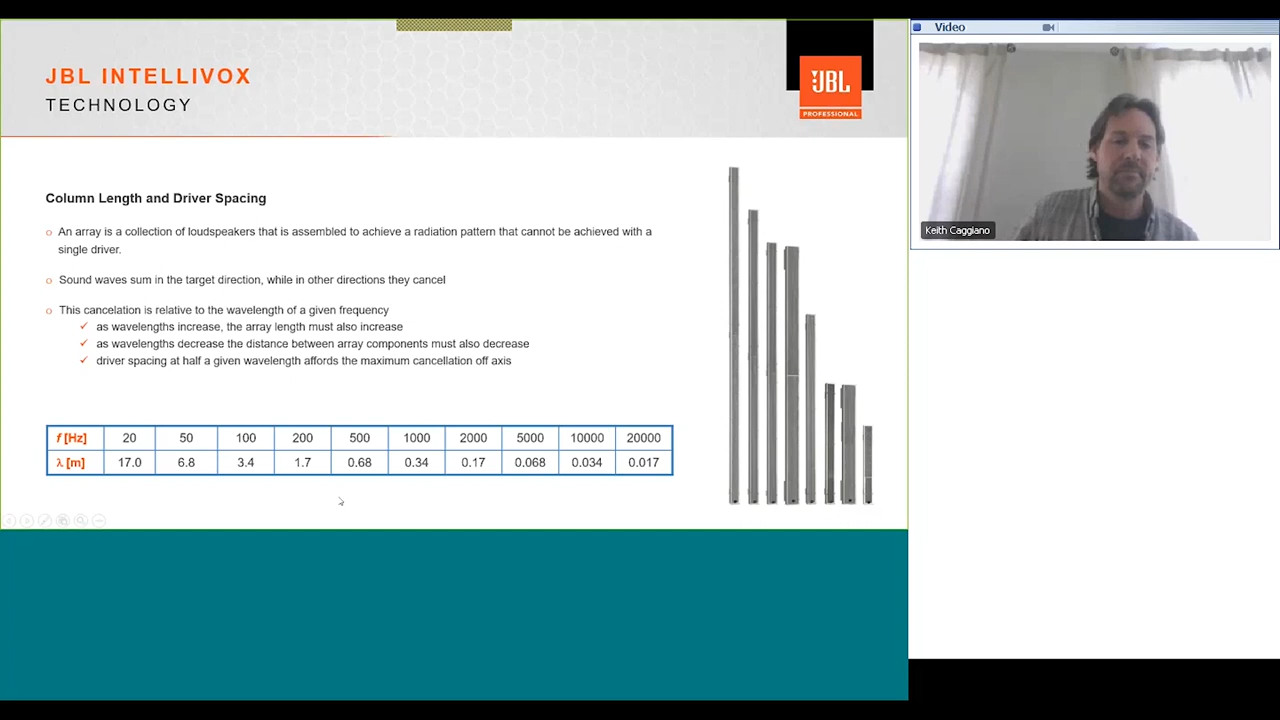 JBL INTELLIVOX
TECHNOLOGY
JBL
PROFESSIONAL
Column Length and Driver Spacing
o An array is a collection of loudspeakers that is assembled to achieve a radiation pattern that cannot be achieved with a
single driver.
o Sound waves sum in the target direction, while in other directions they cancel
o This cancelation is relative to the wavelength of a given frequency
✓ as wavelengths increase, the array length must also increase
✓ as wavelengths decrease the distance between array components must also decrease
✓ driver spacing at half a given wavelength affords the maximum cancellation off axis
f [Hz] 20 50 100 200 500 1000 2000 5000 10000 20000
λ [m] 17.0 6.8 3.4 1.7 0.68 0.34 0.17 0.068 0.034 0.017
Video
Keith Caggiano